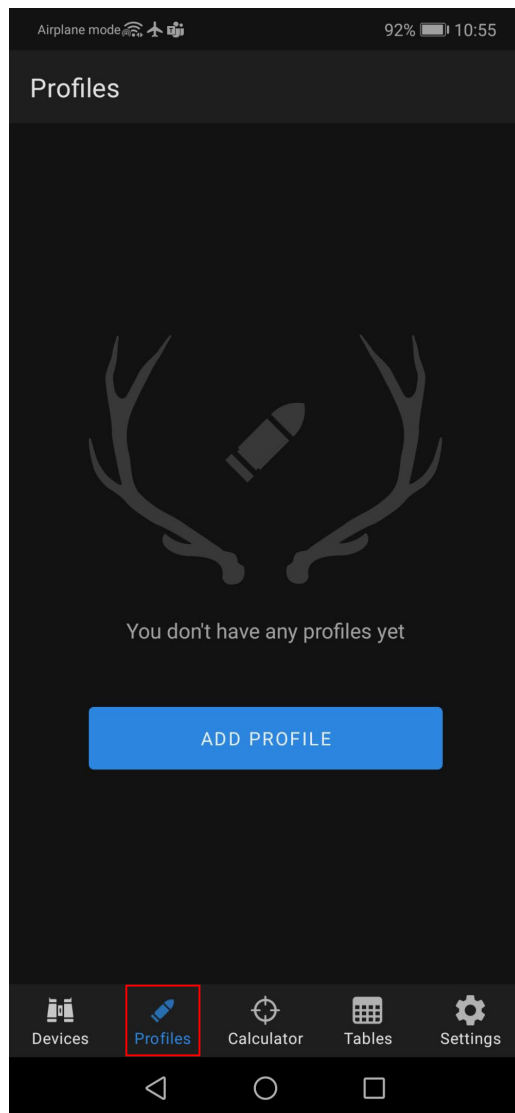 Airplane mode 92% 10:55
Profiles
You don't have any profiles yet
ADD PROFILE
Devices Profiles Calculator Tables Settings